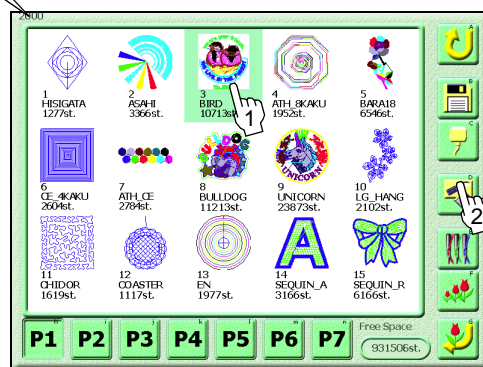 2000
A
B
C
D
F
1
HISIGATA
1277st.
2
ASAHI
3366st.
3
BIRD
10713st
4
ATH_8KAKU
1952st.
5
BARA18
6546st.
1
6
CE_4KAKU
2604st.
7
ATH_CE
2784st.
8
BULLDOG
11213st.
9
UNICORN
23873st.
10
LG_HANG
2102st.
BULLDOG
UNICORN
2
11
CHIDOR
1619st.
12
COASTER
1117st.
13
EN
1977st.
14
SEQUIN_A
3166st.
15
SEQUIN_R
6166st.
A
P1
P2
P3
P4
P5
P6
P7
h
i
j
k
l
m
n
Free Space
931506st.